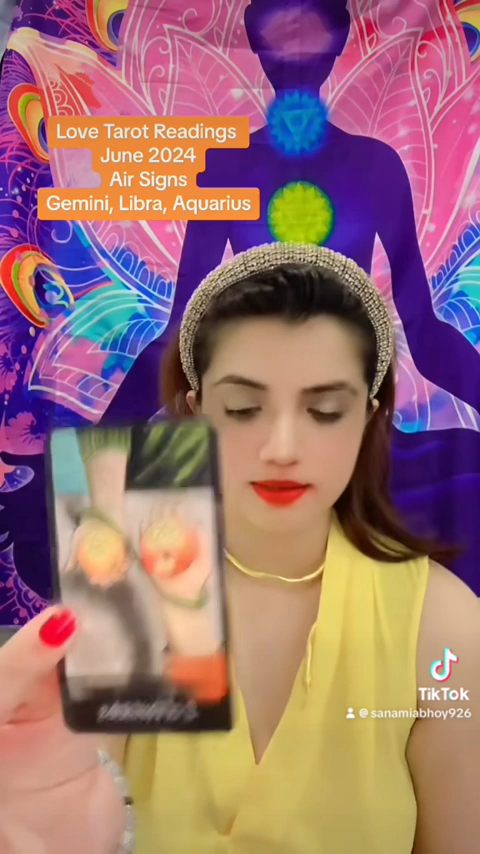 Love Tarot Readings
June 2024
Air Signs
Gemini, Libra, Aquarius
TikTok
@sanamiabhoy926